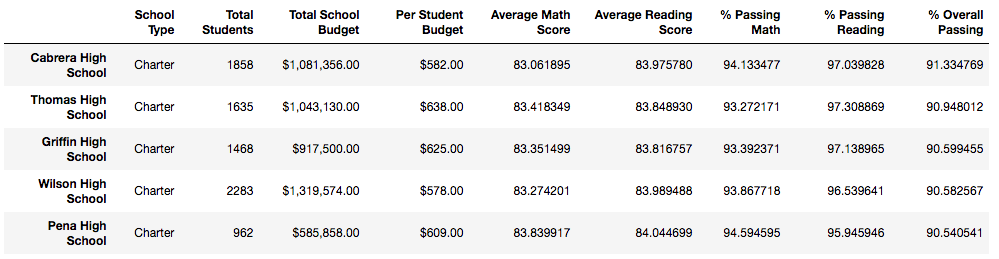 School Type Total Students Total School Budget Per Student Budget Average Math Score Average Reading Score % Passing Math % Passing Reading % Overall Passing
Cabrera High School Charter 1858 $1,081,356.00 $582.00 83.061895 83.975780 94.133477 97.039828 91.334769
Thomas High School Charter 1635 $1,043,130.00 $638.00 83.418349 83.848930 93.272171 97.308869 90.948012
Griffin High School Charter 1468 $917,500.00 $625.00 83.351499 83.816757 93.392371 97.138965 90.599455
Wilson High School Charter 2283 $1,319,574.00 $578.00 83.274201 83.989488 93.867718 96.539641 90.582567
Pena High School Charter 962 $585,858.00 $609.00 83.839917 84.044699 94.594595 95.945946 90.540541